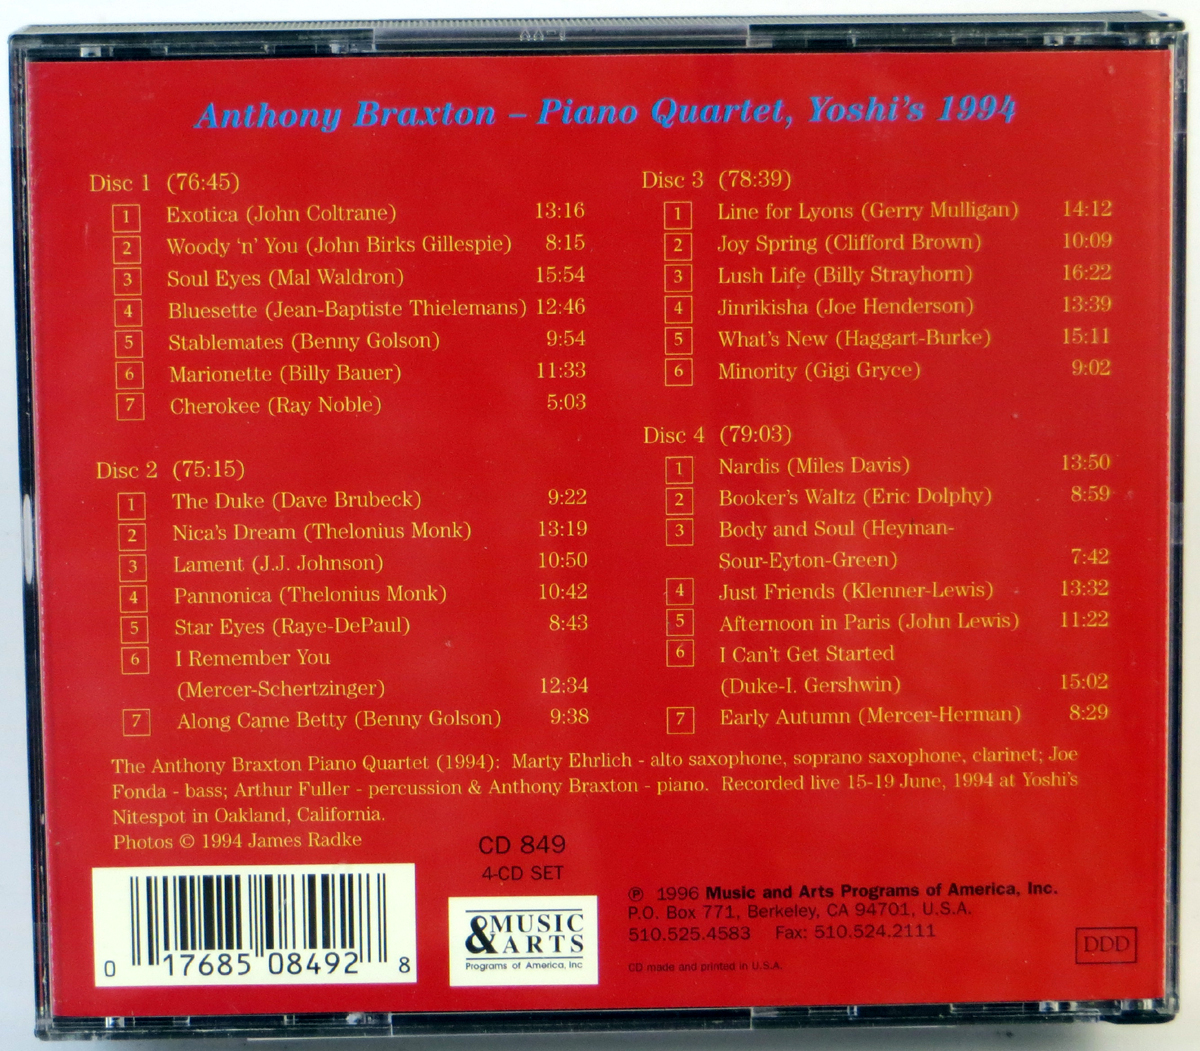 Anthony Braxton – Piano Quartet, Yoshi's 1994
Disc 1 (76:45)
1 Exotica (John Coltrane) 13:16
2 Woody 'n' You (John Birks Gillespie) 8:15
3 Soul Eyes (Mal Waldron) 15:54
4 Bluesette (Jean-Baptiste Thielemans) 12:46
5 Stablemates (Benny Golson) 9:54
6 Marionette (Billy Bauer) 11:33
7 Cherokee (Ray Noble) 5:03
Disc 2 (75:15)
1 The Duke (Dave Brubeck) 9:22
2 Nica's Dream (Thelonius Monk) 13:19
3 Lament (J.J. Johnson) 10:50
4 Pannonica (Thelonius Monk) 10:42
5 Star Eyes (Raye-DePaul) 8:43
6 I Remember You
(Mercer-Schertzinger) 12:34
7 Along Came Betty (Benny Golson) 9:38
Disc 3 (78:39)
1 Line for Lyons (Gerry Mulligan) 14:12
2 Joy Spring (Clifford Brown) 10:09
3 Lush Life (Billy Strayhorn) 16:22
4 Jinrikisha (Joe Henderson) 13:39
5 What's New (Haggart-Burke) 15:11
6 Minority (Gigi Gryce) 9:02
Disc 4 (79:03)
1 Nardis (Miles Davis) 13:50
2 Booker's Waltz (Eric Dolphy) 8:59
3 Body and Soul (Heyman-
Sour-Eyton-Green) 7:42
4 Just Friends (Klenner-Lewis) 13:32
5 Afternoon in Paris (John Lewis) 11:22
6 I Can't Get Started
(Duke-I. Gershwin) 15:02
7 Early Autumn (Mercer-Herman) 8:29
The Anthony Braxton Piano Quartet (1994): Marty Ehrlich - alto saxophone, soprano saxophone, clarinet; Joe
Fonda - bass; Arthur Fuller - percussion & Anthony Braxton - piano. Recorded live 15-19 June, 1994 at Yoshi's
Nitespot in Oakland, California.
Photos © 1994 James Radke
CD 849
4-CD SET
0 17685 08492 8
MUSIC
& ARTS
Programs of America, Inc
℗ 1996 Music and Arts Programs of America, Inc.
P.O. Box 771, Berkeley, CA 94701, U.S.A.
510.525.4583 Fax: 510.524.2111
CD made and printed in U.S.A.
DDD